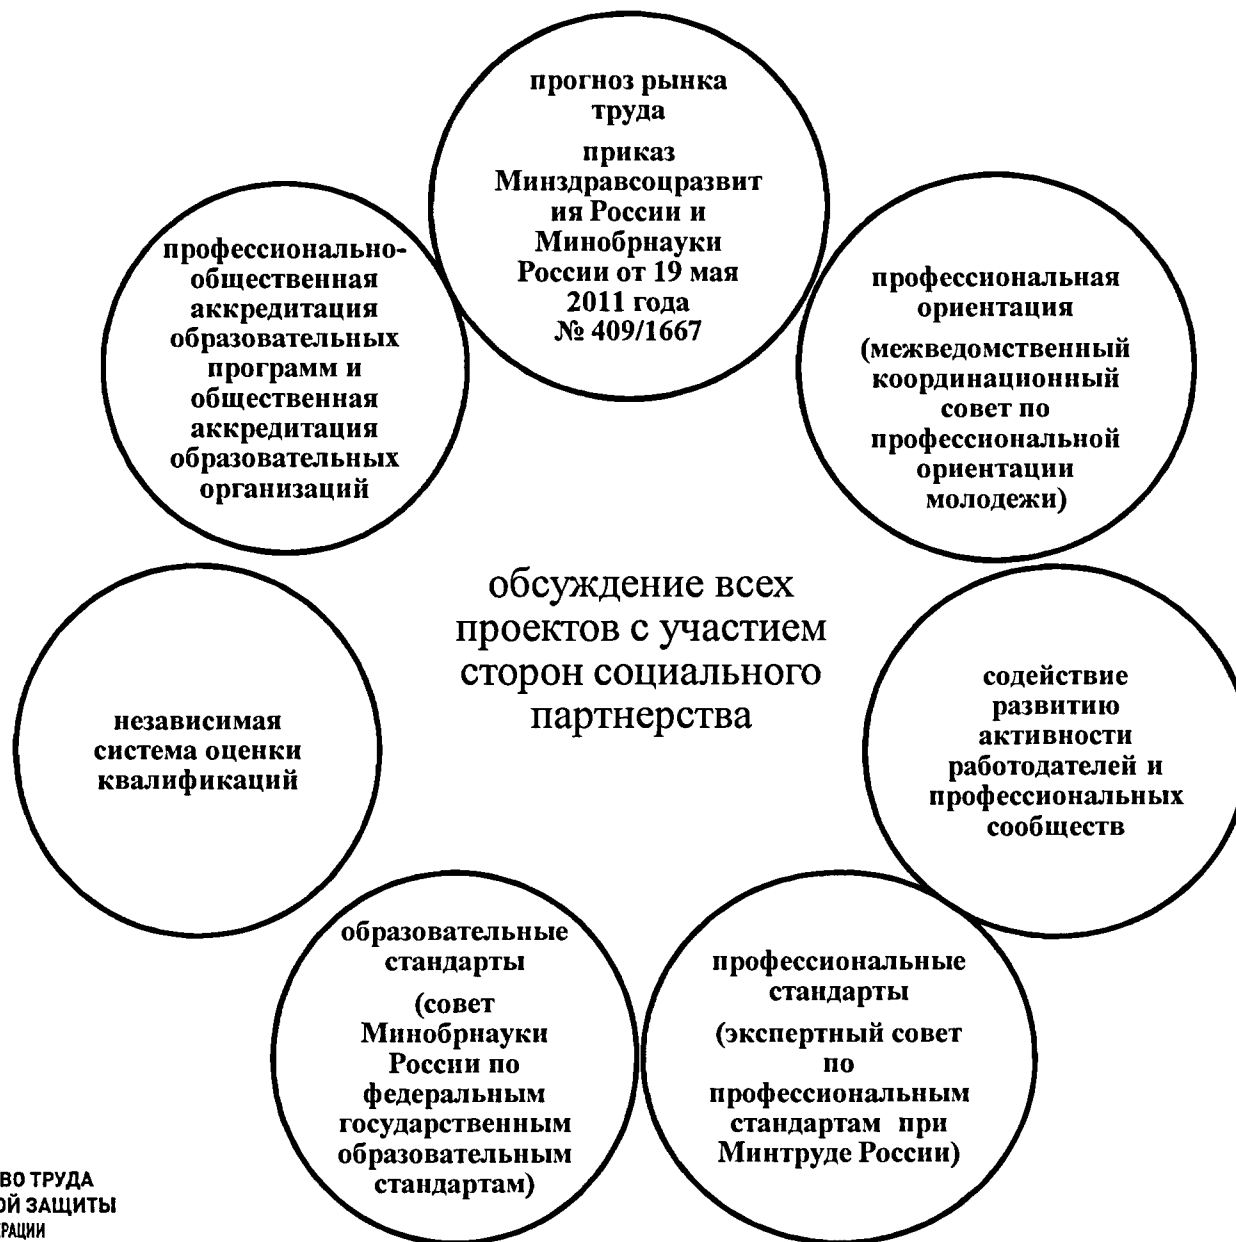 прогноз рынка
труда
приказ
Минздравсоцразвит
ия России и
Минобрнауки
России от 19 мая
2011 года
№ 409/1667
профессиональная
ориентация
(межведомственный
координационный
совет по
профессиональной
ориентации
молодежи)
содействие
развитию
активности
работодателей и
профессиональных
сообществ
профессиональные
стандарты
(экспертный совет
по
профессиональным
стандартам при
Минтруде России)
образовательные
стандарты
(совет
Минобрнауки
России по
федеральным
государственным
образовательным
стандартам)
независимая
система оценки
квалификаций
профессионально-
общественная
аккредитация
образовательных
программ и
общественная
аккредитация
образовательных
организаций
обсуждение всех
проектов с участием
сторон социального
партнерства
ВО ТРУДА
ОЙ ЗАЩИТЫ
ЕРАЦИИ